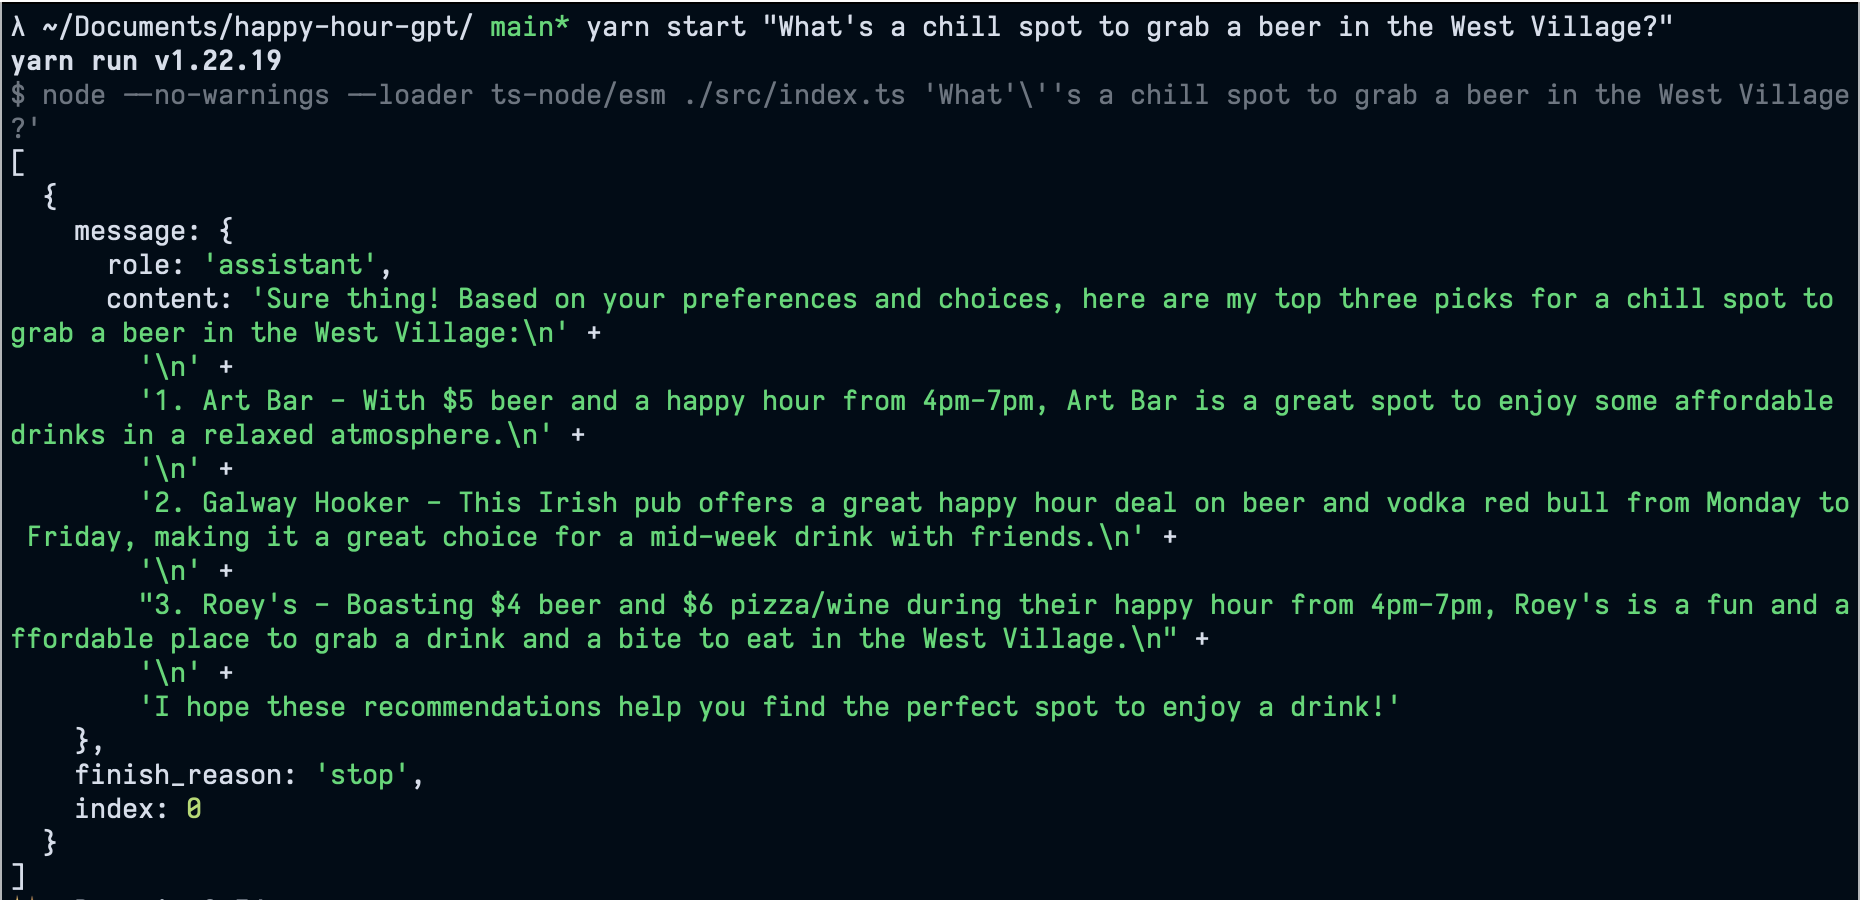 λ ~/Documents/happy-hour-gpt/ main* yarn start "What's a chill spot to grab a beer in the West Village?"
yarn run v1.22.19
$ node --no-warnings --loader ts-node/esm ./src/index.ts 'What'\''s a chill spot to grab a beer in the West Village
?'
[
  {
    message: {
      role: 'assistant',
      content: 'Sure thing! Based on your preferences and choices, here are my top three picks for a chill spot to
grab a beer in the West Village:\n' +
        '\n' +
        '1. Art Bar - With $5 beer and a happy hour from 4pm-7pm, Art Bar is a great spot to enjoy some affordable
drinks in a relaxed atmosphere.\n' +
        '\n' +
        '2. Galway Hooker - This Irish pub offers a great happy hour deal on beer and vodka red bull from Monday to
 Friday, making it a great choice for a mid-week drink with friends.\n' +
        '\n' +
        "3. Roey's - Boasting $4 beer and $6 pizza/wine during their happy hour from 4pm-7pm, Roey's is a fun and a
ffordable place to grab a drink and a bite to eat in the West Village.\n" +
        '\n' +
        'I hope these recommendations help you find the perfect spot to enjoy a drink!'
    },
    finish_reason: 'stop',
    index: 0
  }
]